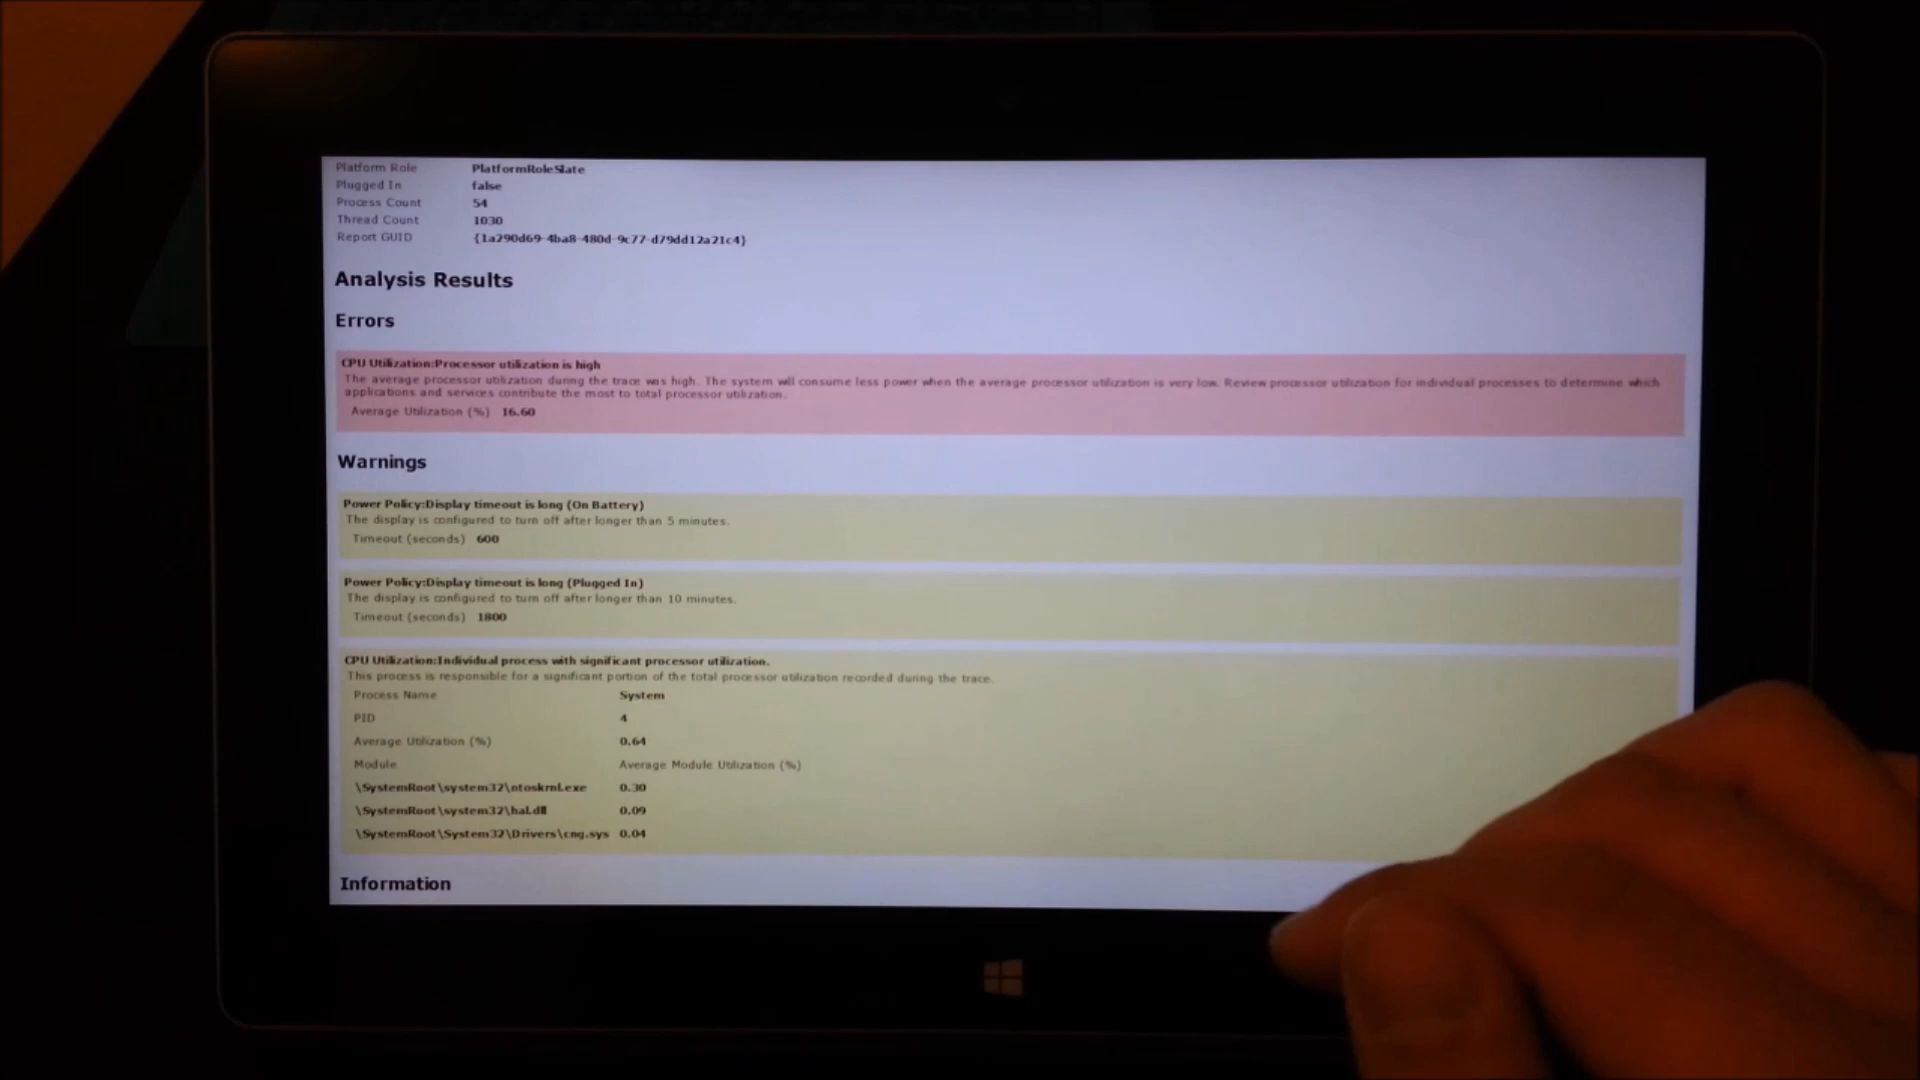 Platform Role PlatformRoleSlate
Plugged In false
Process Count 54
Thread Count 1030
Report GUID {1a290d69-4ba8-480d-9c77-d79dd12a21c4}
Analysis Results
Errors
CPU Utilization:Processor utilization is high
The average processor utilization during the trace was high. The system will consume less power when the average processor utilization is very low. Review processor utilization for individual processes to determine which
applications and services contribute the most to total processor utilization.
Average Utilization (%) 16.60
Warnings
Power Policy:Display timeout is long (On Battery)
The display is configured to turn off after longer than 5 minutes.
Timeout (seconds) 600
Power Policy:Display timeout is long (Plugged In)
The display is configured to turn off after longer than 10 minutes.
Timeout (seconds) 1800
CPU Utilization:Individual process with significant processor utilization.
This process is responsible for a significant portion of the total processor utilization recorded during the trace.
Process Name System
PID 4
Average Utilization (%) 0.64
Module Average Module Utilization (%)
\SystemRoot\system32\ntoskrnl.exe 0.30
\SystemRoot\system32\hal.dll 0.09
\SystemRoot\System32\Drivers\cng.sys 0.04
Information